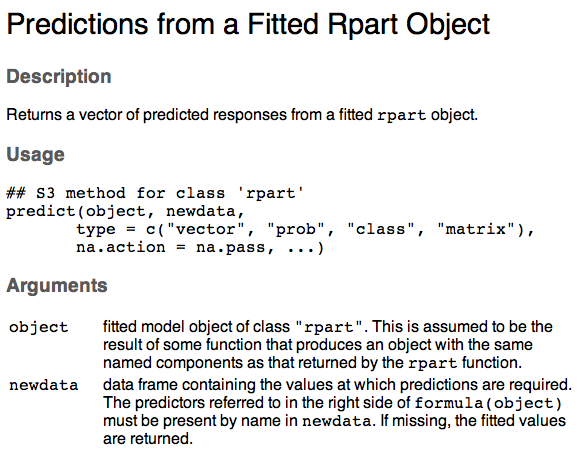 Predictions from a Fitted Rpart Object
Description
Returns a vector of predicted responses from a fitted rpart object.
Usage
## S3 method for class 'rpart'
predict(object, newdata,
       type = c("vector", "prob", "class", "matrix"),
       na.action = na.pass, ...)
Arguments
object fitted model object of class "rpart". This is assumed to be the
result of some function that produces an object with the same
named components as that returned by the rpart function.
newdata data frame containing the values at which predictions are required.
The predictors referred to in the right side of formula(object)
must be present by name in newdata. If missing, the fitted values
are returned.